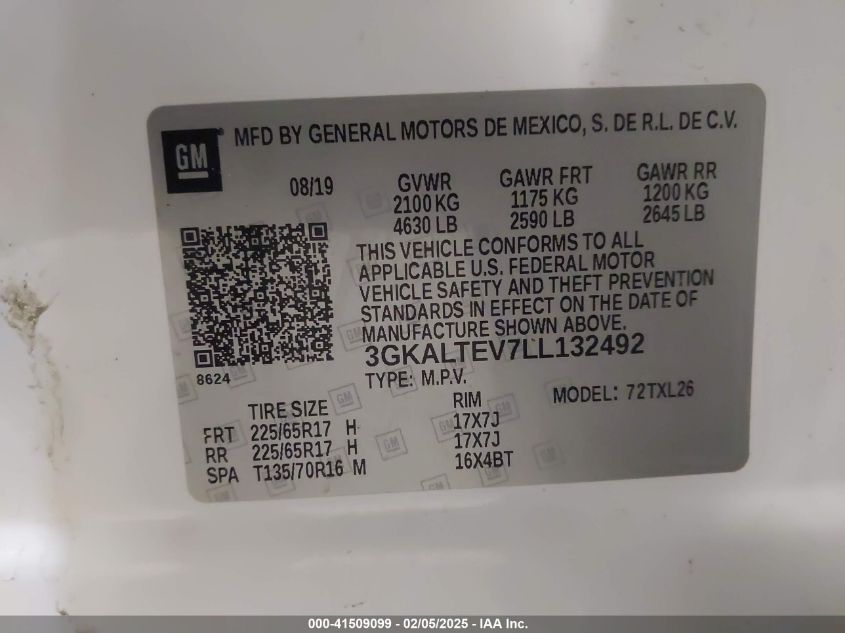 GM
MFD BY GENERAL MOTORS DE MEXICO, S. DE R.L. DE C.V.
08/19 GVWR GAWR FRT GAWR RR
2100 KG 1175 KG 1200 KG
4630 LB 2590 LB 2645 LB
THIS VEHICLE CONFORMS TO ALL
APPLICABLE U.S. FEDERAL MOTOR
VEHICLE SAFETY AND THEFT PREVENTION
STANDARDS IN EFFECT ON THE DATE OF
MANUFACTURE SHOWN ABOVE.
3GKALTEV7LL132492
8624
TYPE: M.P.V. MODEL: 72TXL26
TIRE SIZE RIM
FRT 225/65R17 H 17X7J
RR 225/65R17 H 17X7J
SPA T135/70R16 M 16X4BT
000-41509099 - 02/05/2025 - IAA Inc.